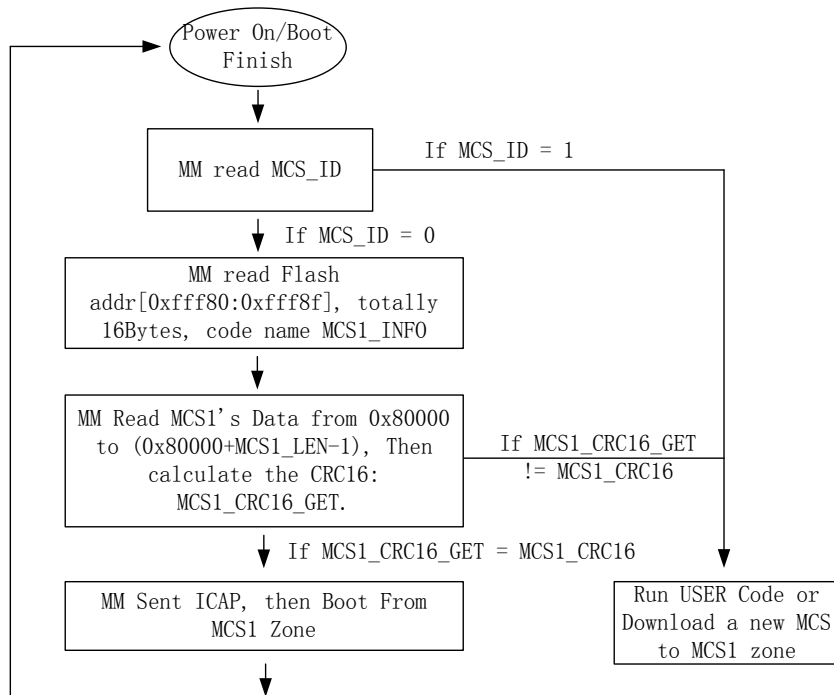 Power On/Boot
Finish
MM read MCS_ID
If MCS_ID = 1
If MCS_ID = 0
MM read Flash
addr[0xfff80:0xfff8f], totally
16Bytes, code name MCS1_INFO
MM Read MCS1's Data from 0x80000
to (0x80000+MCS1_LEN-1), Then
calculate the CRC16:
MCS1_CRC16_GET.
If MCS1_CRC16_GET
!= MCS1_CRC16
If MCS1_CRC16_GET = MCS1_CRC16
MM Sent ICAP, then Boot From
MCS1 Zone
Run USER Code or
Download a new MCS
to MCS1 zone